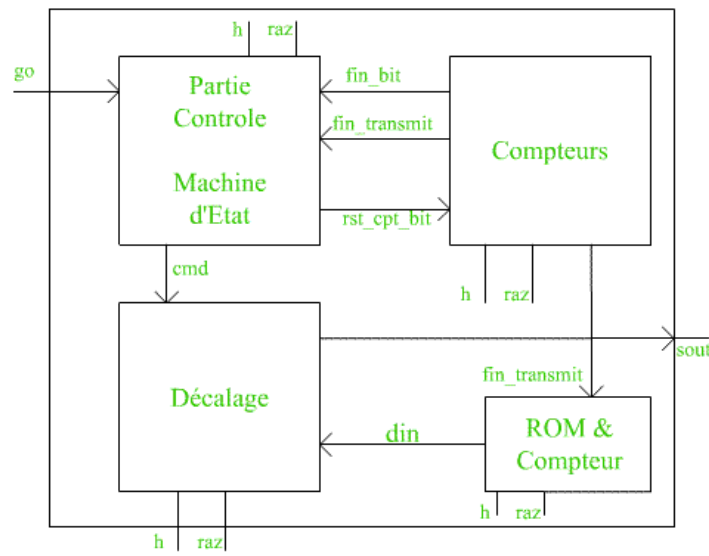 h raz
go
Partie
Controle
Machine
d'Etat
fin_bit
fin_transmit
rst_cpt_bit
Compteurs
cmd
h raz
Décalage
sout
fin_transmit
din
ROM &
Compteur
h raz
h raz